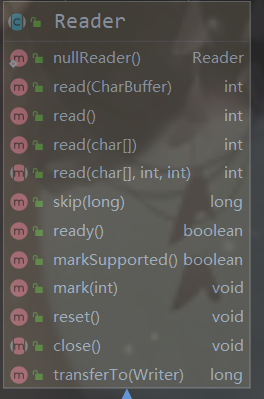 Reader
nullReader() Reader
read(CharBuffer) int
read() int
read(char[]) int
read(char[], int, int) int
skip(long) long
ready() boolean
markSupported() boolean
mark(int) void
reset() void
close() void
transferTo(Writer) long